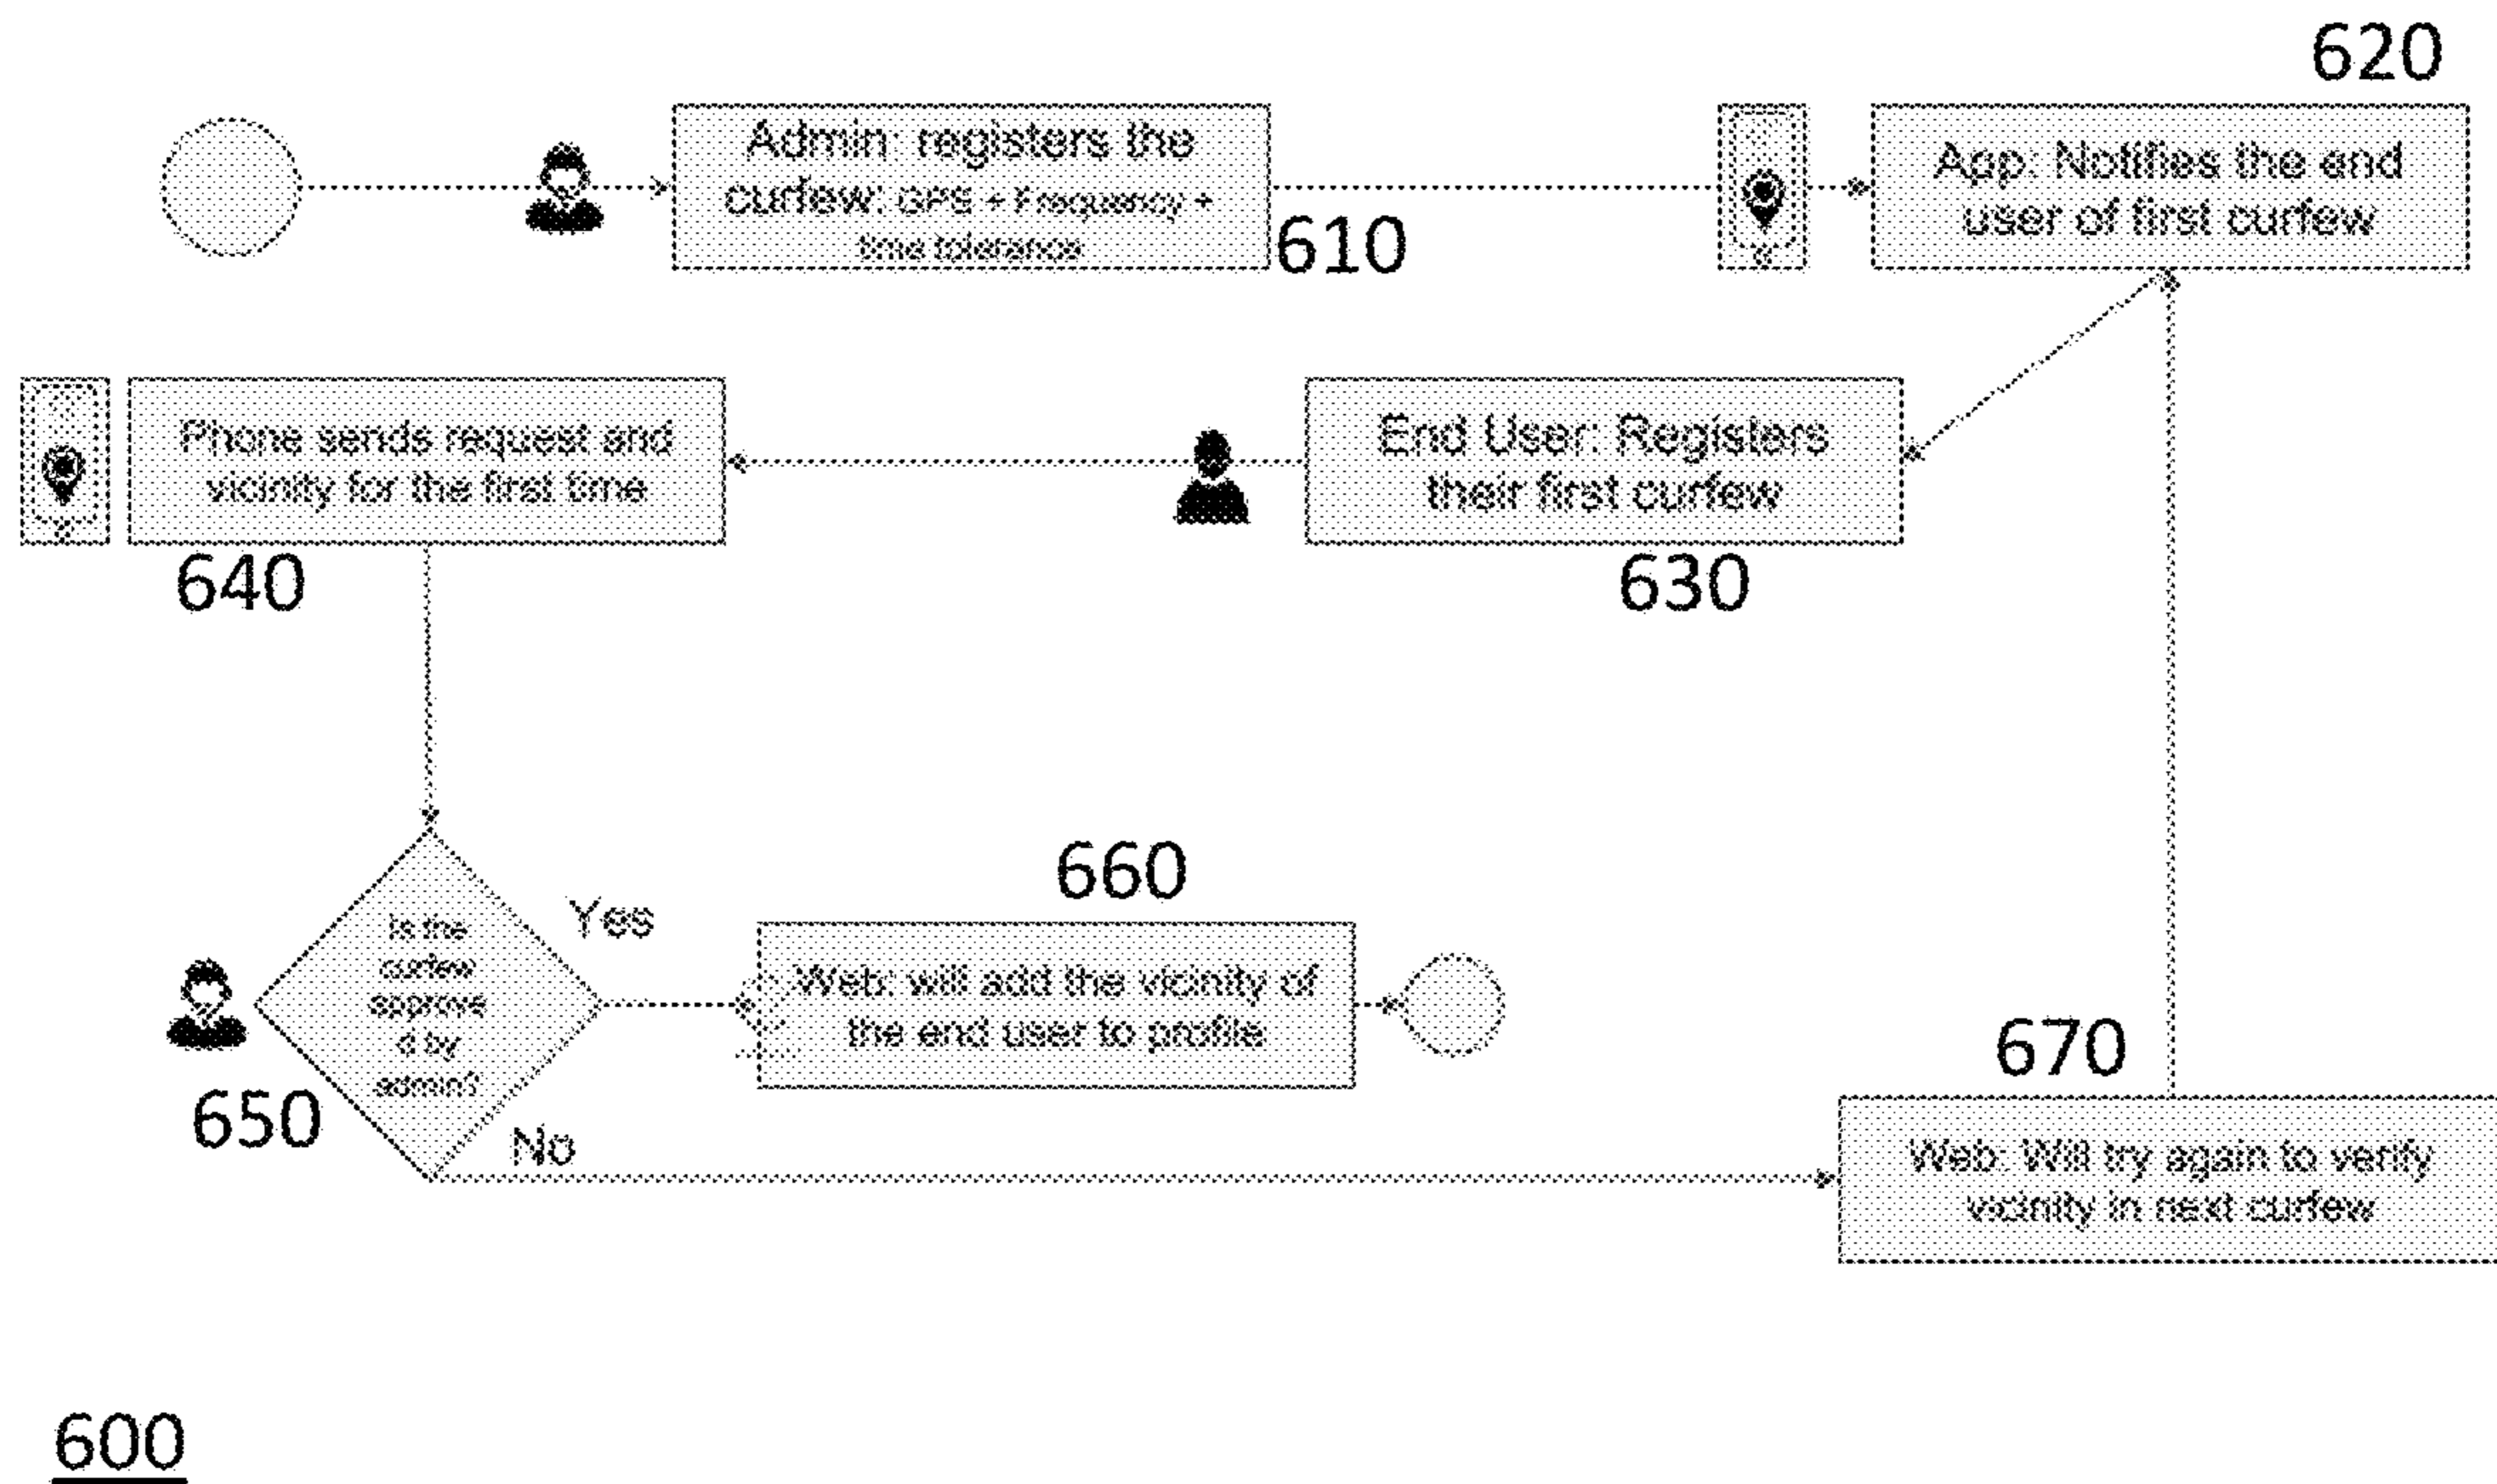 620
Admin: registers the
curfew: GPS + Frequency +
time tolerance
610
App: Notifies the end
user of first curfew
Phone sends request and
vicinity for the first time
640
End User: Registers
their first curfew
630
Is the
curfew
approve
d by
admin?
650
Yes
No
660
Web: will add the vicinity of
the end user to profile
670
Web: Will try again to verify
vicinity in next curfew
600